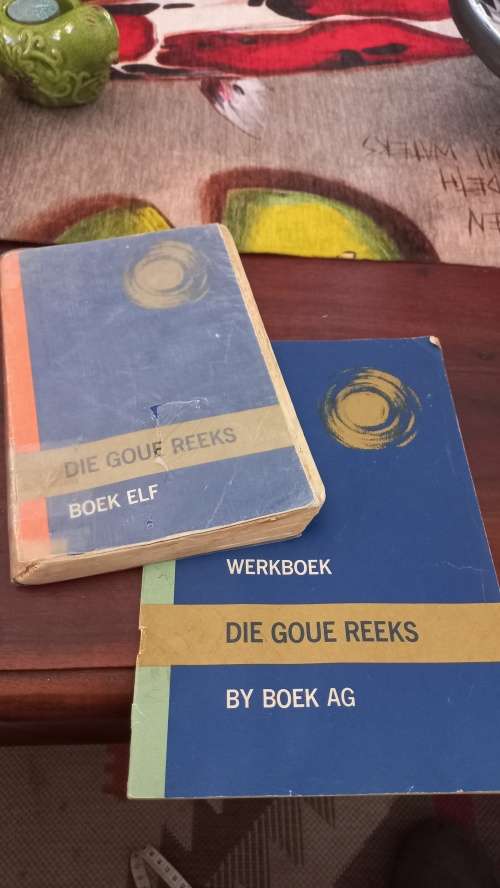 DIE GOUE REEKS
BOEK ELF
WERKBOEK
DIE GOUE REEKS
BY BOEK AG